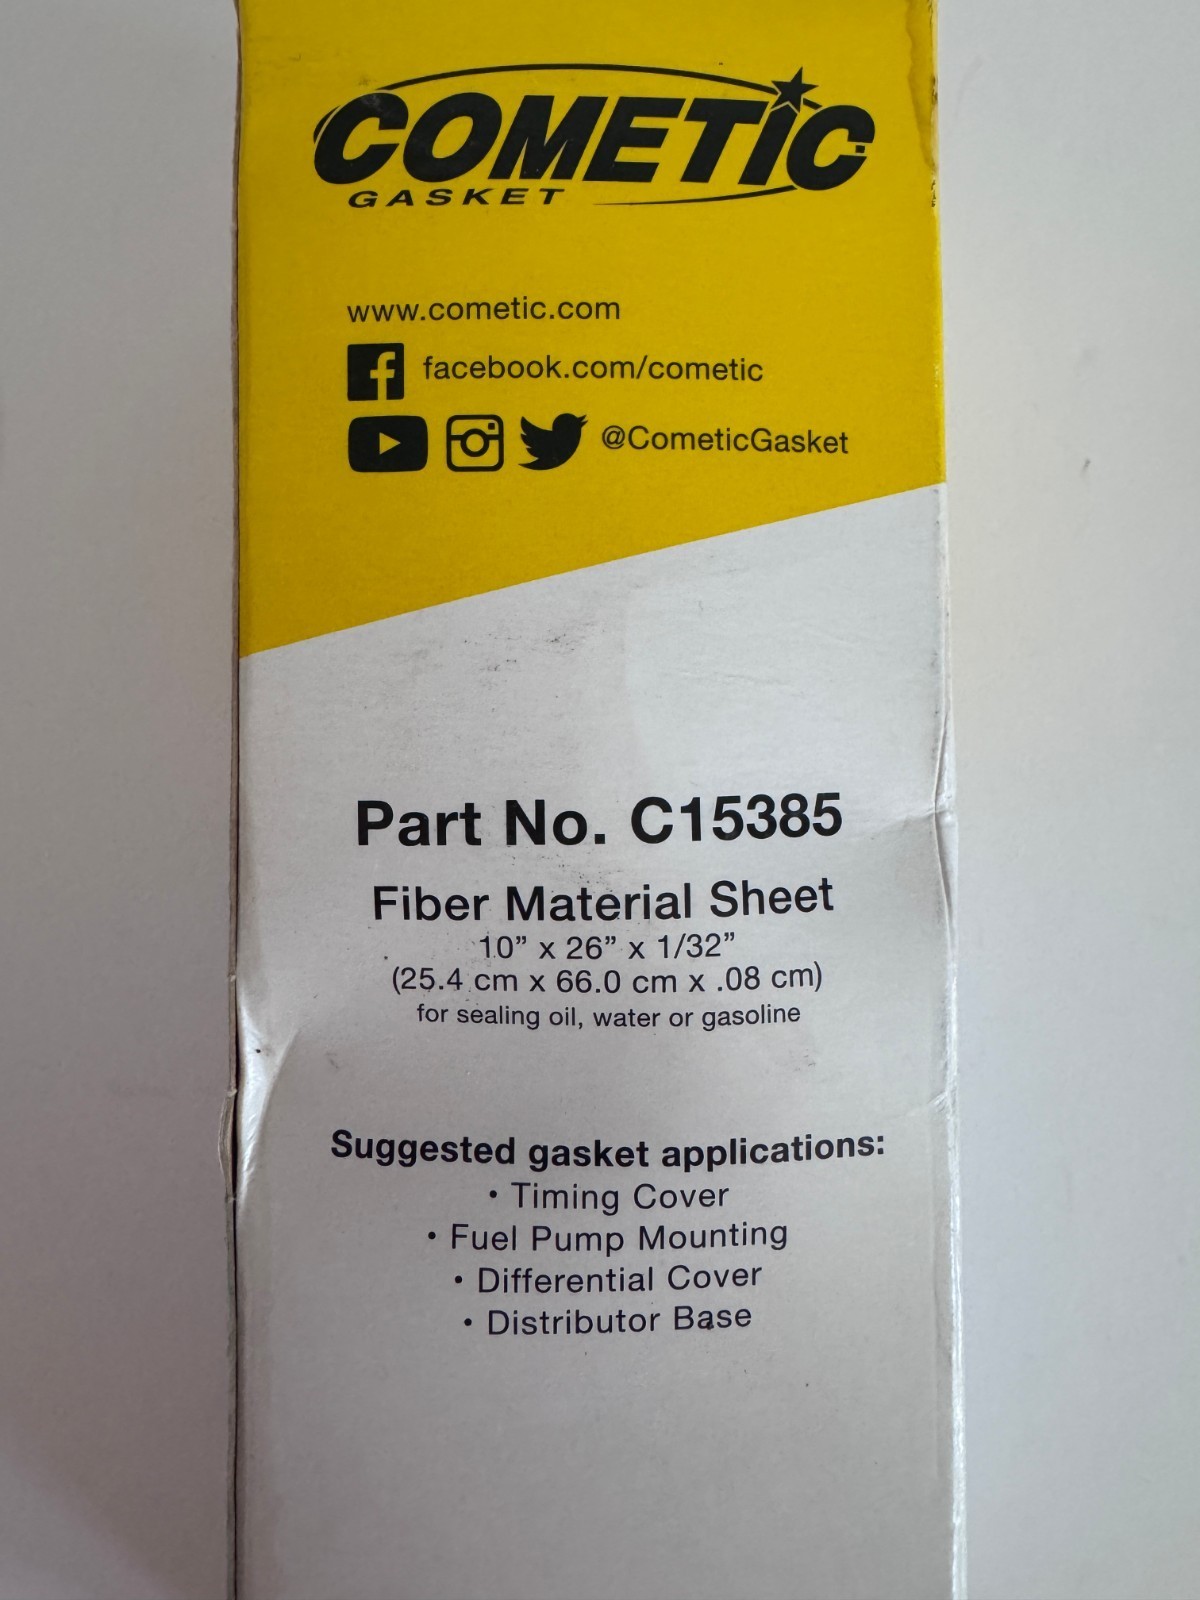 COMETIC
GASKET
www.cometic.com
facebook.com/cometic
@CometicGasket
Part No. C15385
Fiber Material Sheet
10” x 26” x 1/32”
(25.4 cm x 66.0 cm x .08 cm)
for sealing oil, water or gasoline
Suggested gasket applications:
• Timing Cover
• Fuel Pump Mounting
• Differential Cover
• Distributor Base